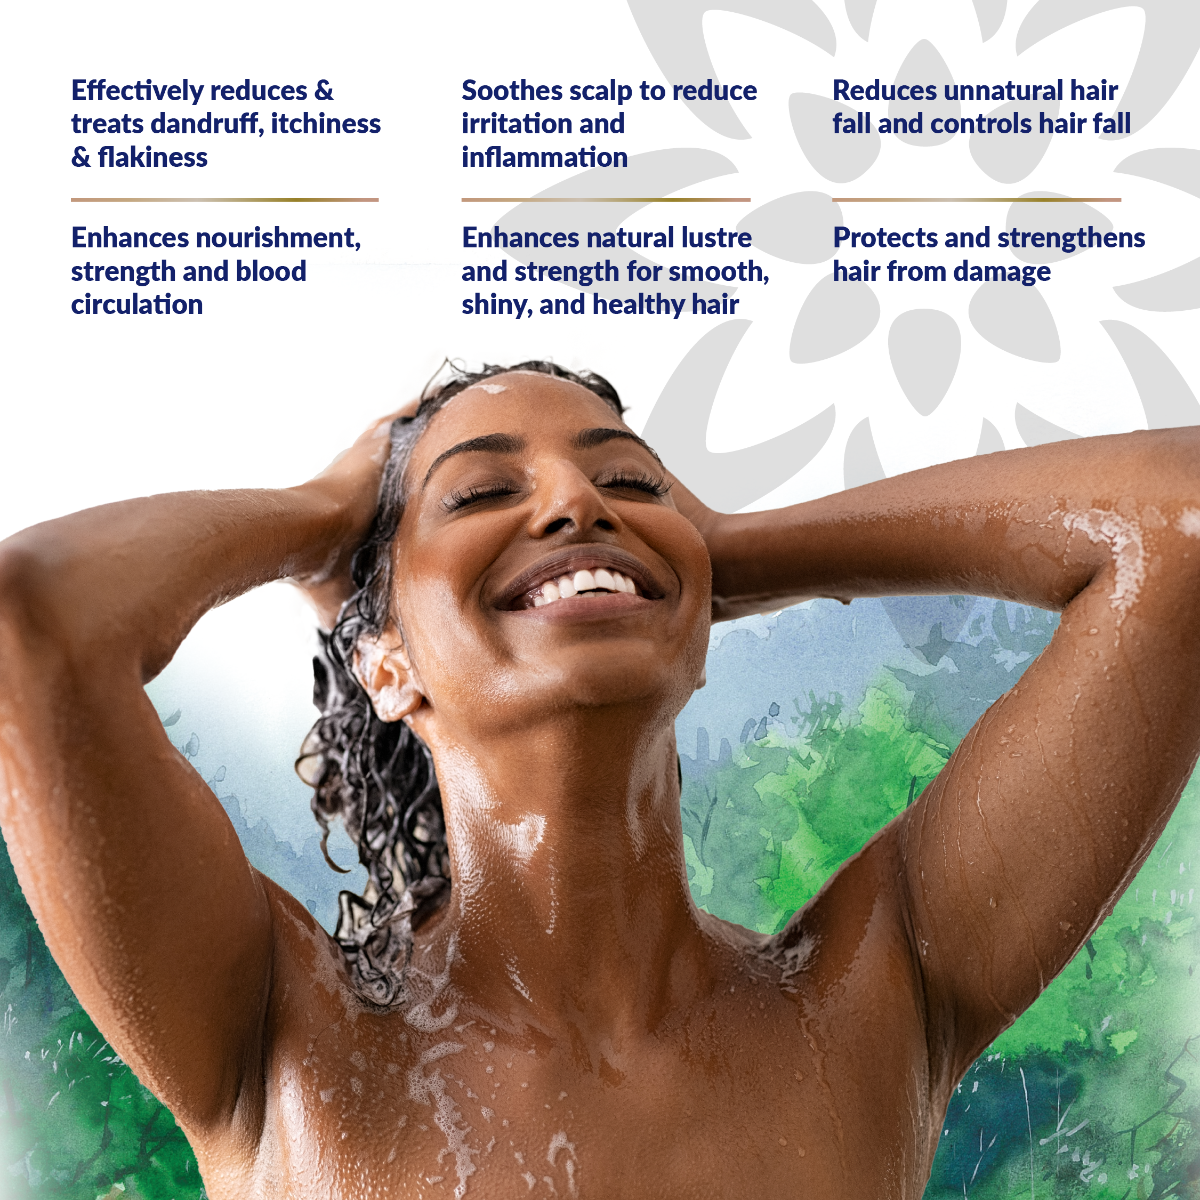 Effectively reduces &
treats dandruff, itchiness
& flakiness
Soothes scalp to reduce
irritation and
inflammation
Reduces unnatural hair
fall and controls hair fall
Enhances nourishment,
strength and blood
circulation
Enhances natural lustre
and strength for smooth,
shiny, and healthy hair
Protects and strengthens
hair from damage